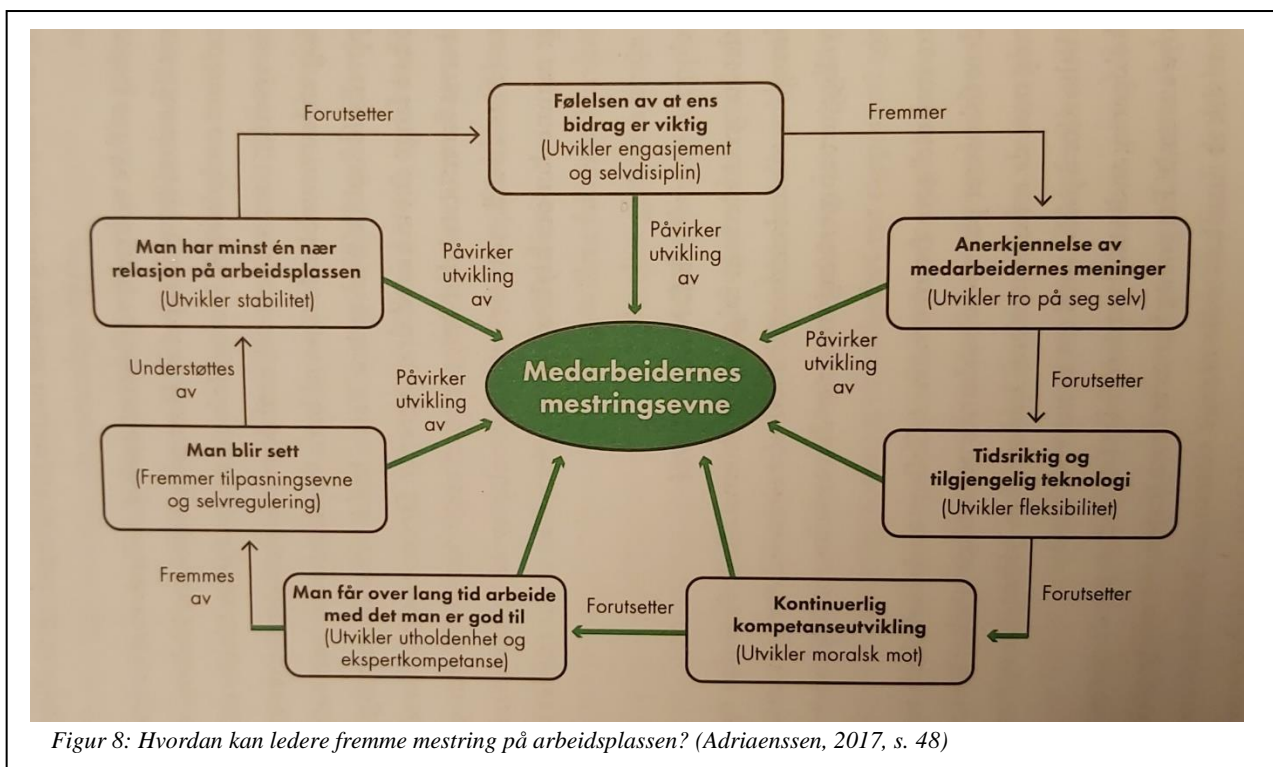 Følelsen av at ens
bidrag er viktig
(Utvikler engasjement
og selvdisiplin)
Forutsetter
Fremmer
Man har minst én nær
relasjon på arbeidsplassen
(Utvikler stabilitet)
Påvirker
utvikling
av
Påvirker
utvikling
av
Anerkjennelse av
medarbeidernes meninger
(Utvikler tro på seg selv)
Påvirker
utvikling
av
Understøttes
av
Påvirker
utvikling
av
Medarbeidernes
mestringsevne
Forutsetter
Man blir sett
(Fremmer tilpasningsevne
og selvregulering)
Tidsriktig og
tilgjengelig teknologi
(Utvikler fleksibilitet)
Fremmes
av
Man får over lang tid arbeide
med det man er god til
(Utvikler utholdenhet og
ekspertkompetanse)
Forutsetter
Kontinuerlig
kompetanseutvikling
(Utvikler moralsk mot)
Forutsetter
Figur 8: Hvordan kan ledere fremme mestring på arbeidsplassen? (Adriaenssen, 2017, s. 48)